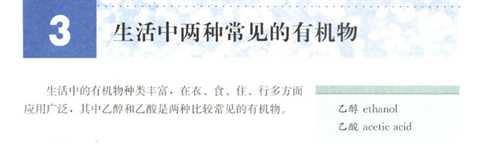 3 生活中两种常见的有机物
生活中的有机物种类丰富，在衣、食、住、行多方面
应用广泛，其中乙醇和乙酸是两种比较常见的有机物。
乙醇 ethanol
乙酸 acetic acid